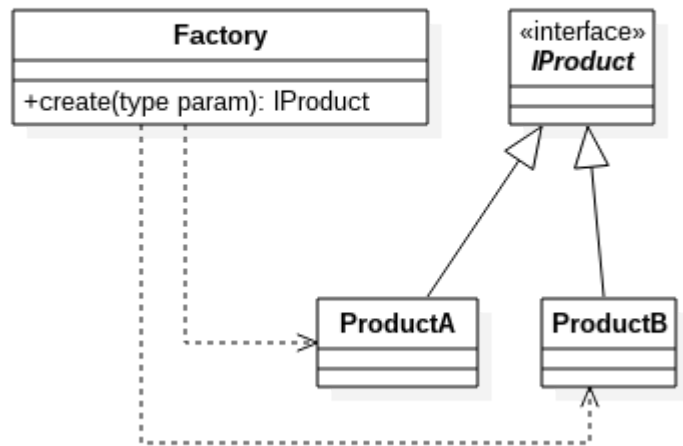 Factory
+create(type param): IProduct
«interface»
IProduct
ProductA
ProductB